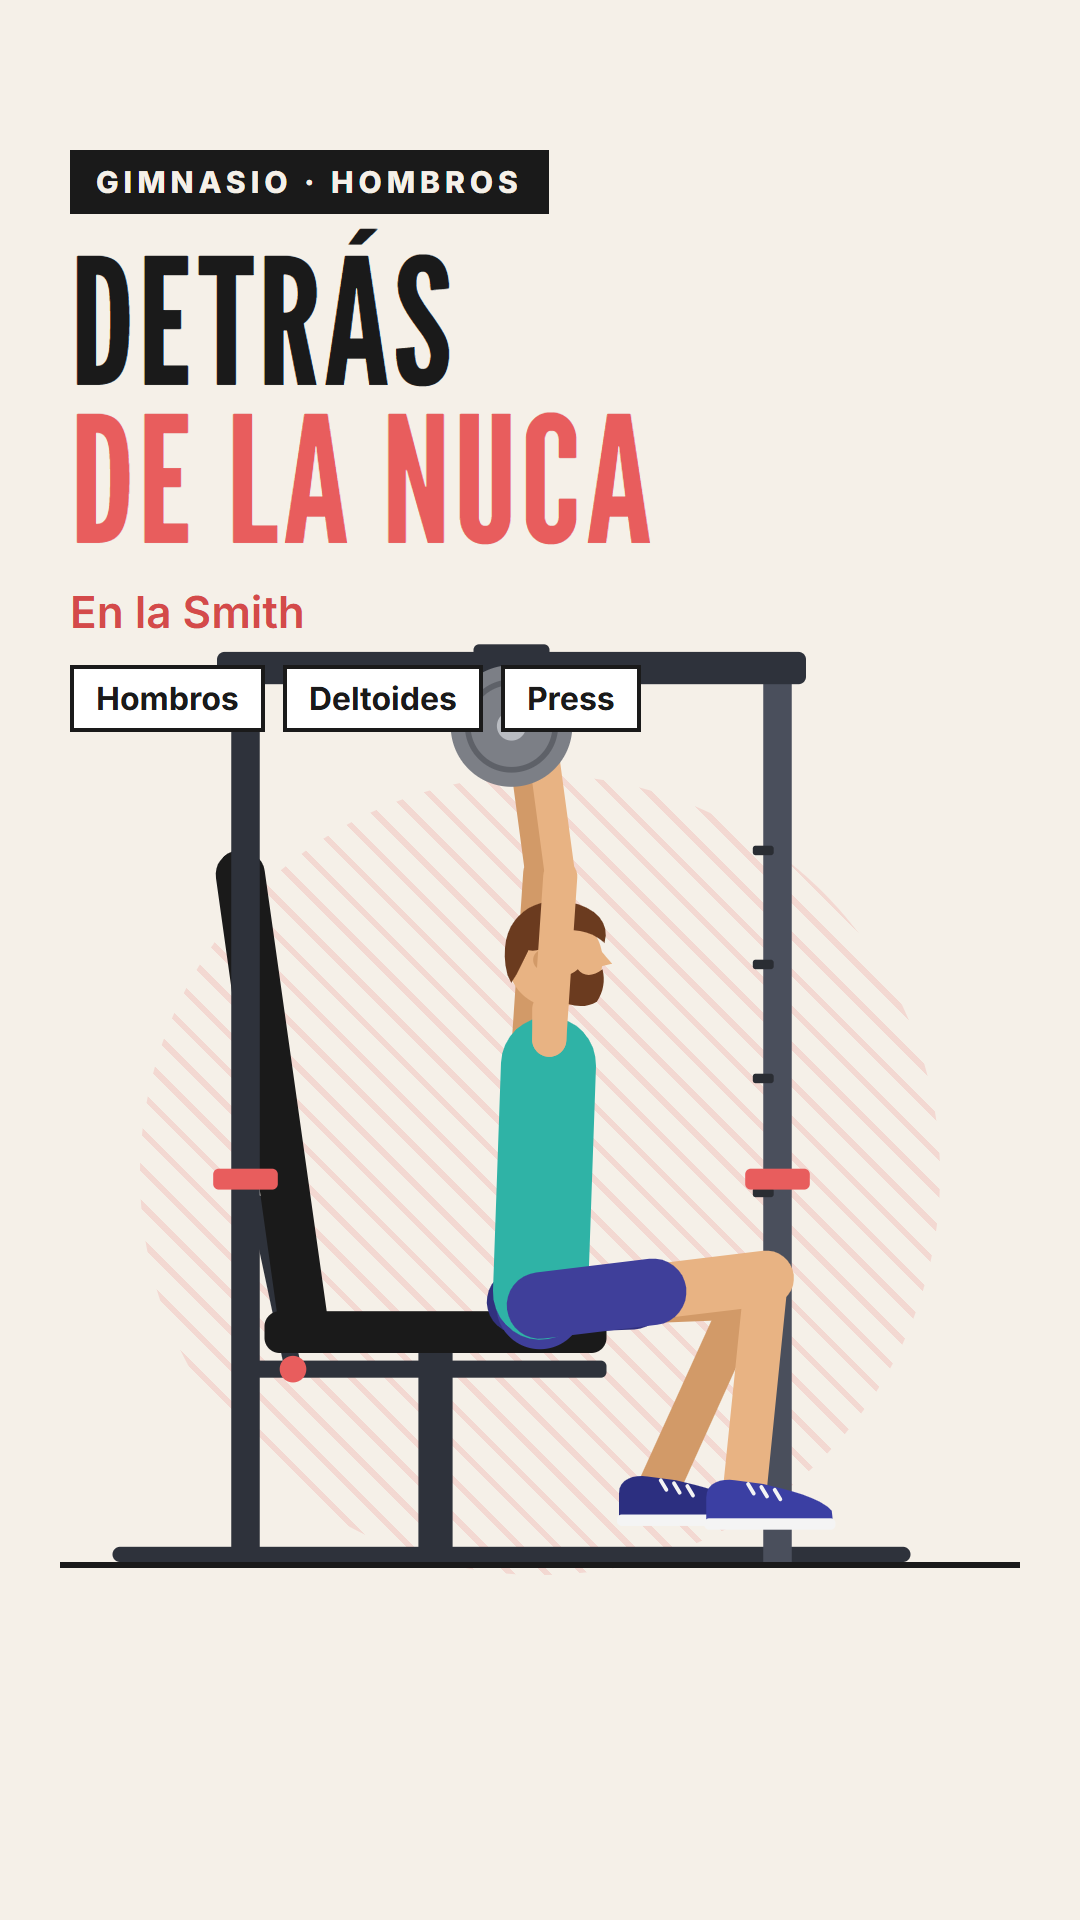 GIMNASIO · HOMBROS
DETRÁS
DE LA NUCA
En la Smith
Hombros Deltoides Press